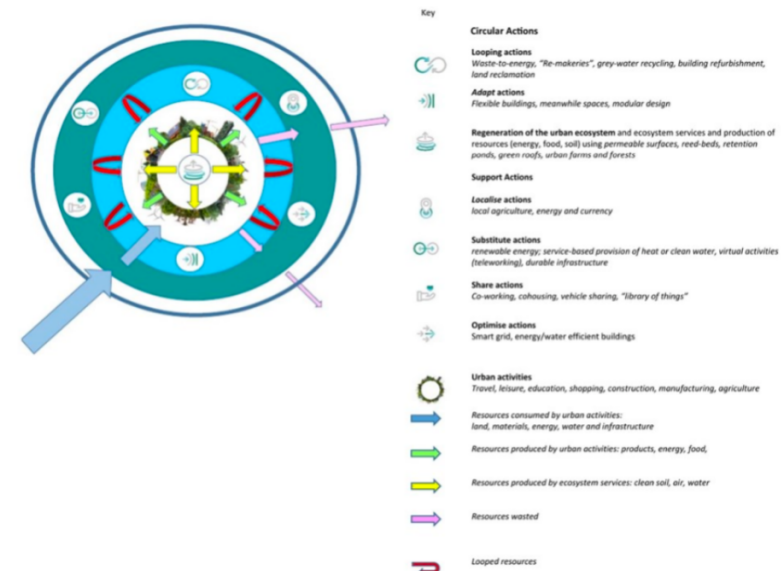 Key
Circular Actions
Looping actions
Waste-to-energy, "Re-makeries", grey-water recycling, building refurbishment,
land reclamation
Adapt actions
Flexible buildings, meanwhile spaces, modular design
Regeneration of the urban ecosystem and ecosystem services and production of
resources (energy, food, soil) using permeable surfaces, reed-beds, retention
ponds, green roofs, urban farms and forests
Support Actions
Localise actions
local agriculture, energy and currency
Substitute actions
renewable energy; service-based provision of heat or clean water, virtual activities
(teleworking), durable infrastructure
Share actions
Co-working, cohousing, vehicle sharing, "library of things"
Optimise actions
Smart grid, energy/water efficient buildings
Urban activities
Travel, leisure, education, shopping, construction, manufacturing, agriculture
Resources consumed by urban activities:
land, materials, energy, water and infrastructure
Resources produced by urban activities: products, energy, food,
Resources produced by ecosystem services: clean soil, air, water
Resources wasted
Looped resources